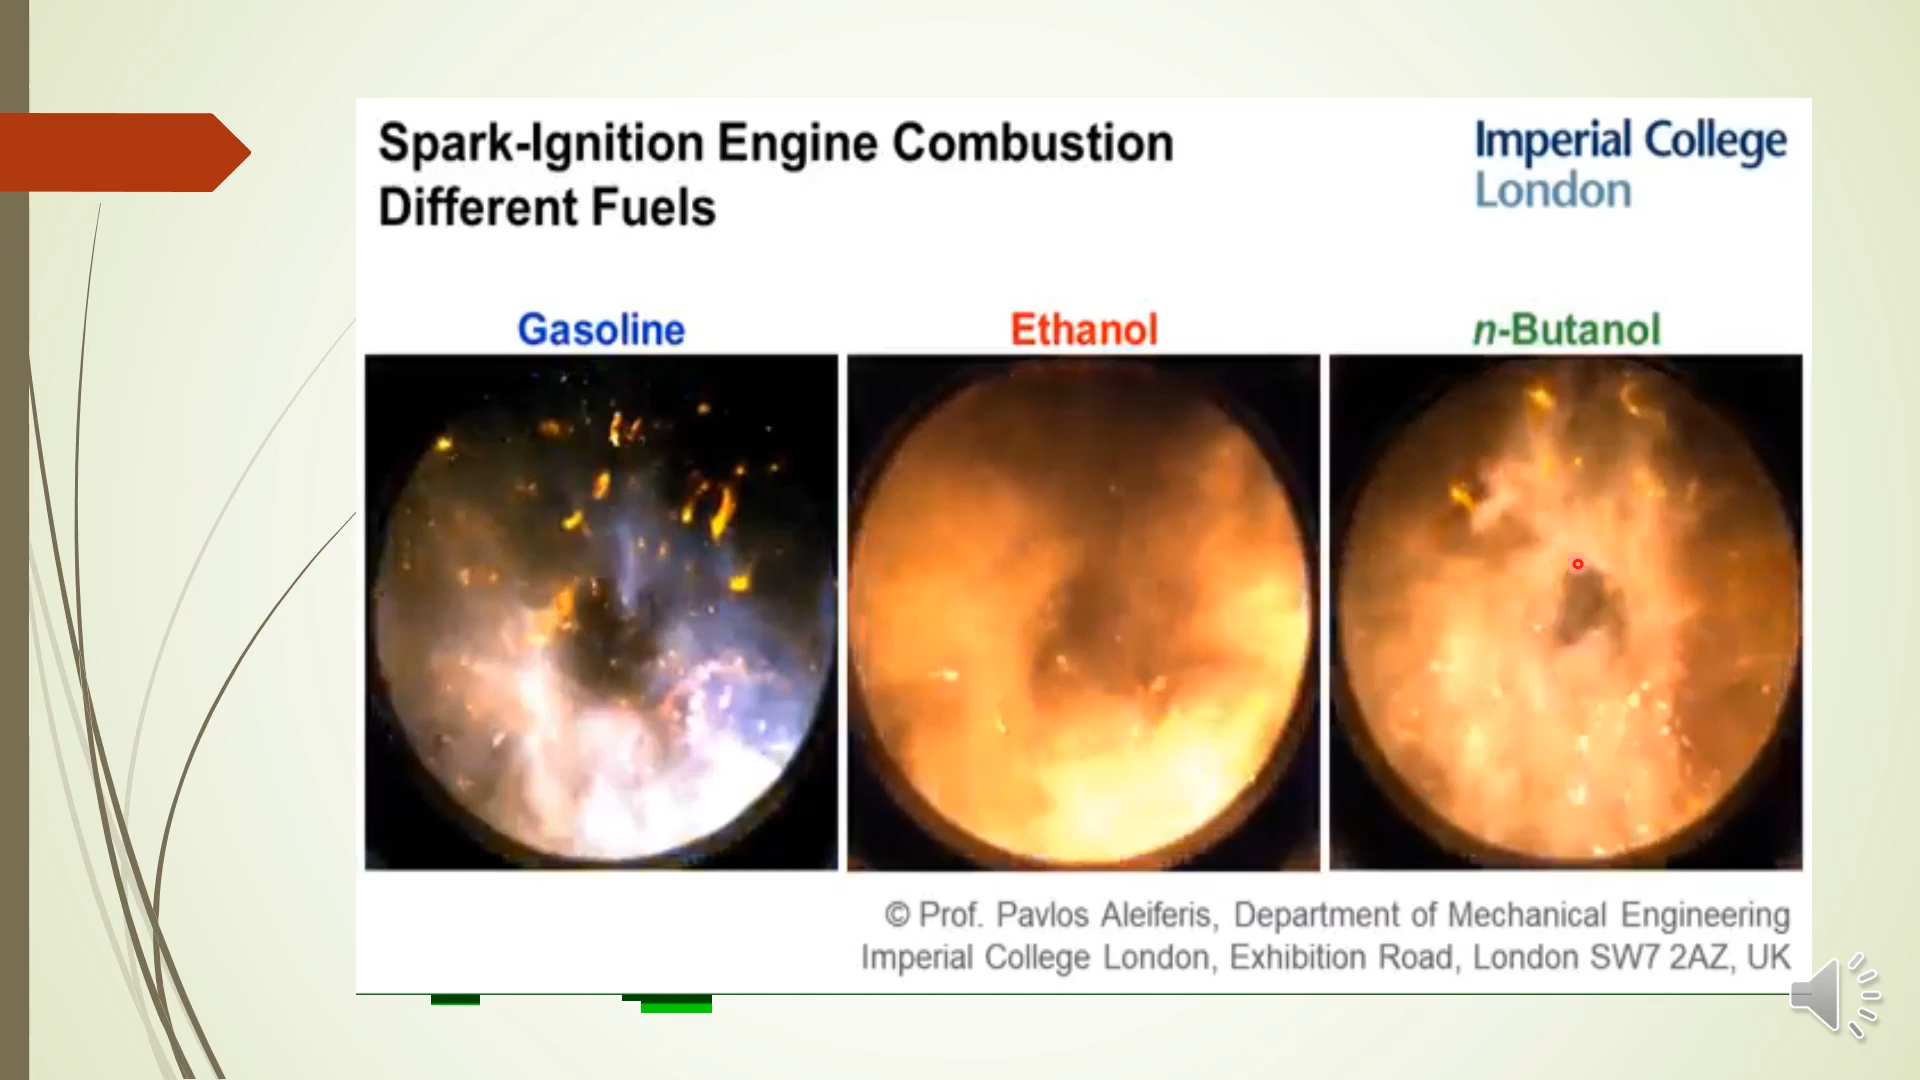 Spark-Ignition Engine Combustion
Different Fuels
Imperial College
London
Gasoline
Ethanol
n-Butanol
© Prof. Pavlos Aleiferis, Department of Mechanical Engineering
Imperial College London, Exhibition Road, London SW7 2AZ, UK